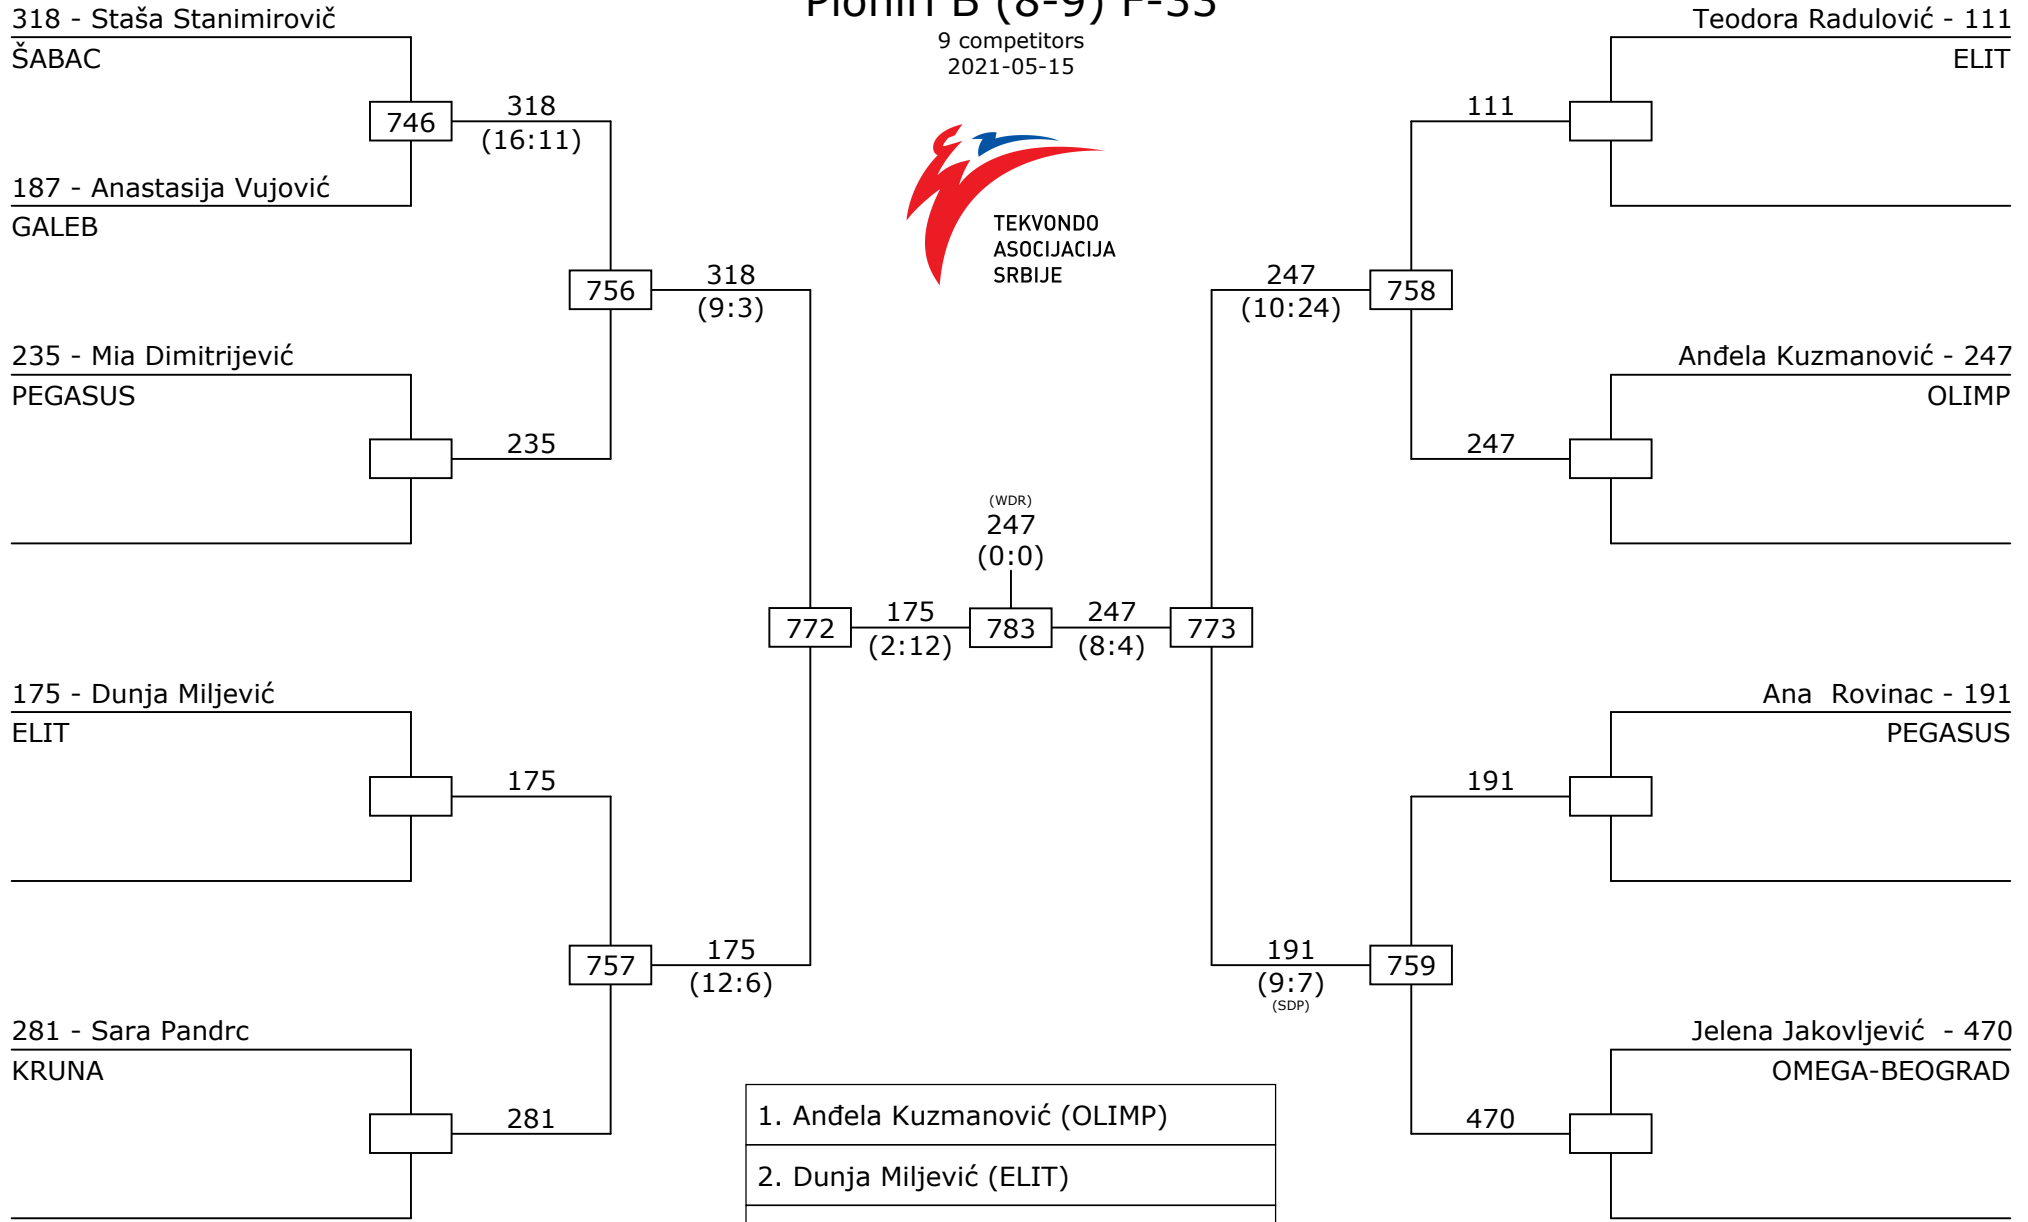 Pioniri B (8-9) F-33
9 competitors
2021-05-15
TEKVONDO
ASOCIJACIJA
SRBIJE
318 - Staša Stanimirovič
ŠABAC
746
318
(16:11)
187 - Anastasija Vujović
GALEB
756
318
(9:3)
235 - Mia Dimitrijević
PEGASUS
235
772
175
(2:12)
175 - Dunja Miljević
ELIT
175
757
175
(12:6)
281 - Sara Pandrc
KRUNA
281
(WDR)
247
(0:0)
783
Teodora Radulović - 111
ELIT
111
247
(10:24)
758
Anđela Kuzmanović - 247
OLIMP
247
247
(8:4)
773
Ana  Rovinac - 191
PEGASUS
191
191
(9:7)
(SDP)
759
Jelena Jakovljević  - 470
OMEGA-BEOGRAD
470
1. Anđela Kuzmanović (OLIMP)
2. Dunja Miljević (ELIT)